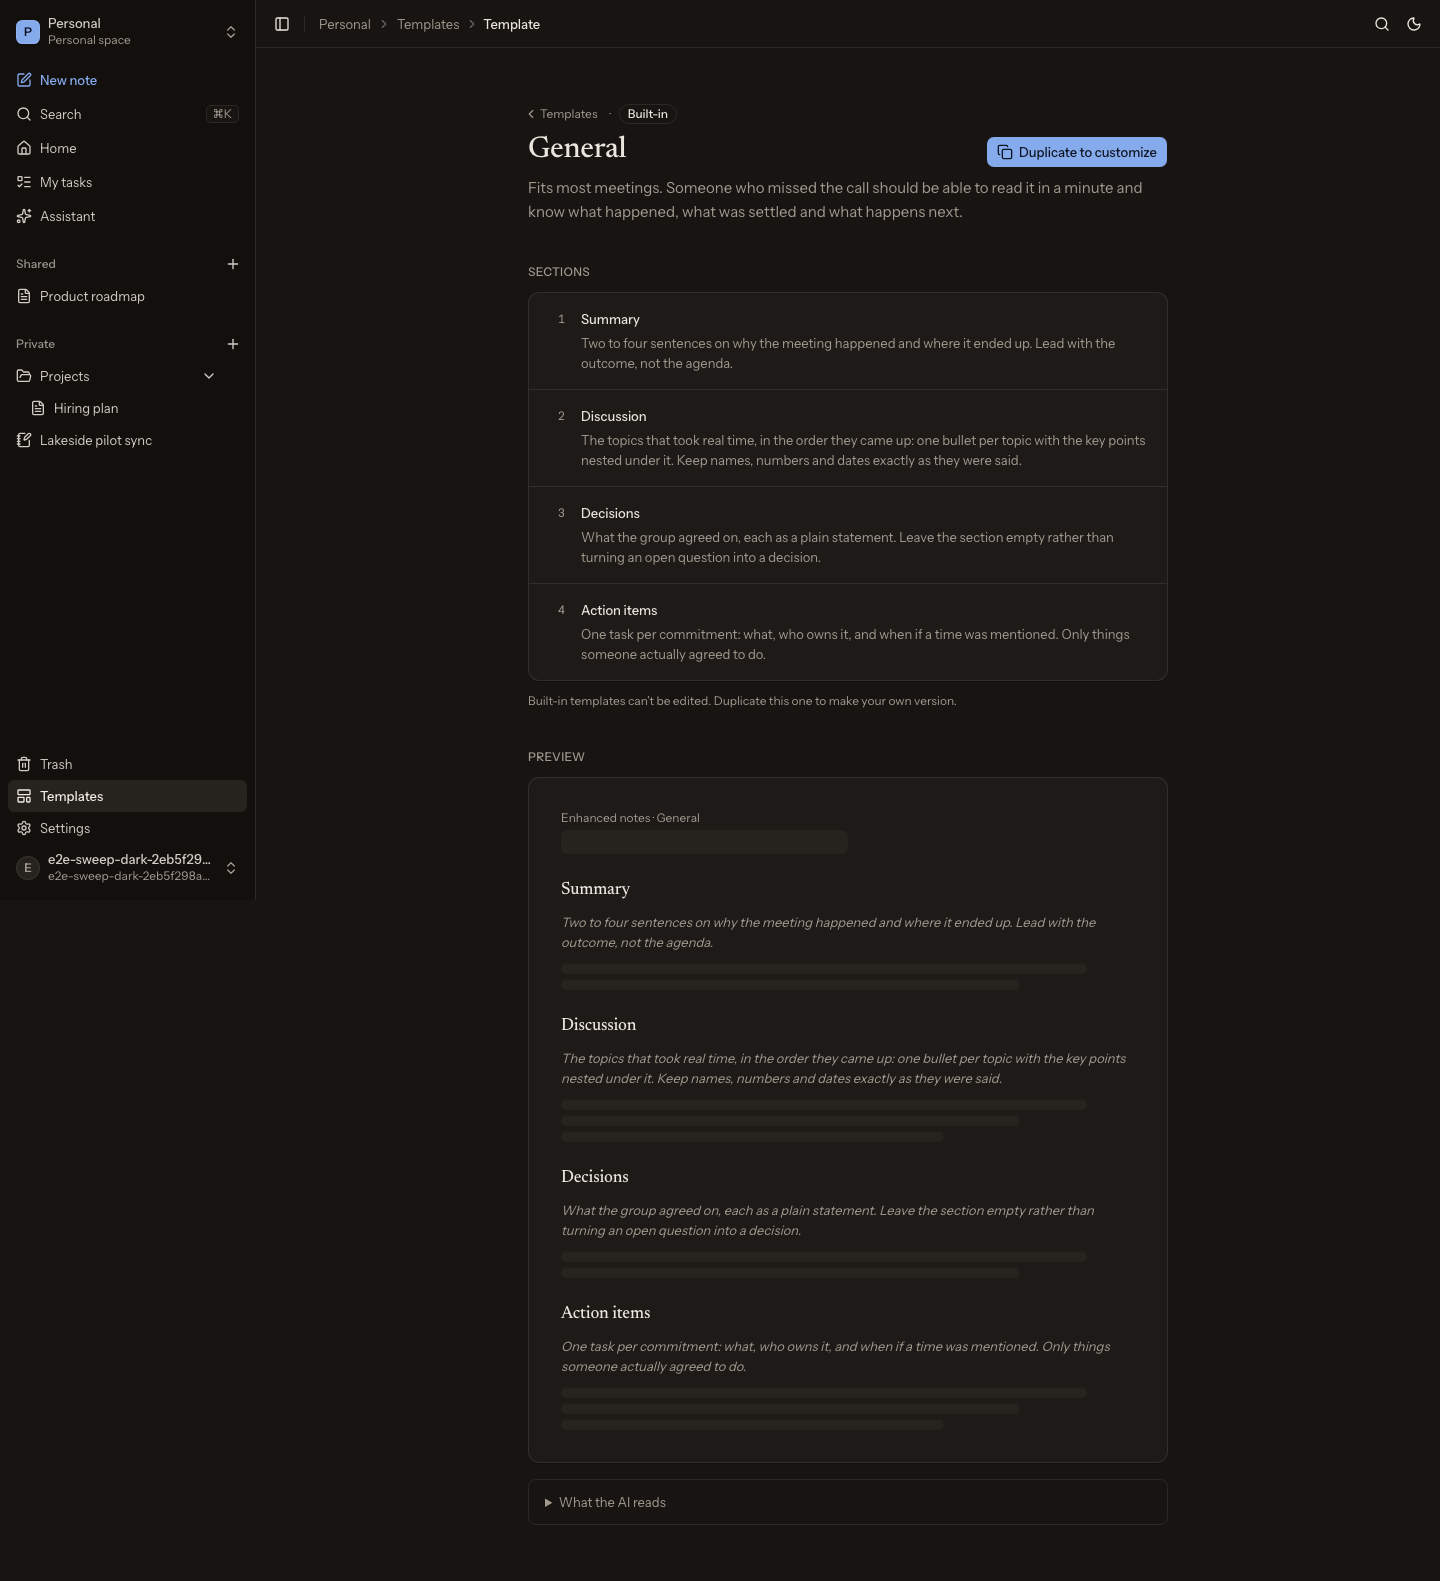 P
Personal
Personal space
New note
Search
⌘K
Home
My tasks
Assistant
Shared
Product roadmap
Private
Projects
Hiring plan
Lakeside pilot sync
Trash
Templates
Settings
E
e2e-sweep-dark-2eb5f29...
e2e-sweep-dark-2eb5f298a...
Personal
Templates
Template
Templates · Built-in
General
Duplicate to customize
Fits most meetings. Someone who missed the call should be able to read it in a minute and
know what happened, what was settled and what happens next.
SECTIONS
1 Summary
Two to four sentences on why the meeting happened and where it ended up. Lead with the
outcome, not the agenda.
2 Discussion
The topics that took real time, in the order they came up: one bullet per topic with the key points
nested under it. Keep names, numbers and dates exactly as they were said.
3 Decisions
What the group agreed on, each as a plain statement. Leave the section empty rather than
turning an open question into a decision.
4 Action items
One task per commitment: what, who owns it, and when if a time was mentioned. Only things
someone actually agreed to do.
Built-in templates can't be edited. Duplicate this one to make your own version.
PREVIEW
Enhanced notes · General
Summary
Two to four sentences on why the meeting happened and where it ended up. Lead with the
outcome, not the agenda.
Discussion
The topics that took real time, in the order they came up: one bullet per topic with the key points
nested under it. Keep names, numbers and dates exactly as they were said.
Decisions
What the group agreed on, each as a plain statement. Leave the section empty rather than
turning an open question into a decision.
Action items
One task per commitment: what, who owns it, and when if a time was mentioned. Only things
someone actually agreed to do.
What the AI reads